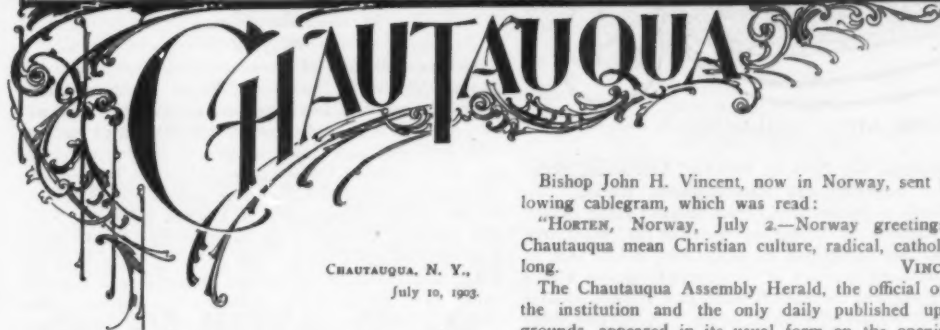 CHAUTAUQUA
CHAUTAUQUA, N. Y.,
July 10, 1903.
Bishop John H. Vincent, now in Norway, sent
lowing cablegram, which was read:
"HORTEN, Norway, July 2.—Norway greeting
Chautauqua mean Christian culture, radical, cathol
long. VINC
The Chautauqua Assembly Herald, the official o
the institution and the only daily published up
grounds, appeared in its usual form on the